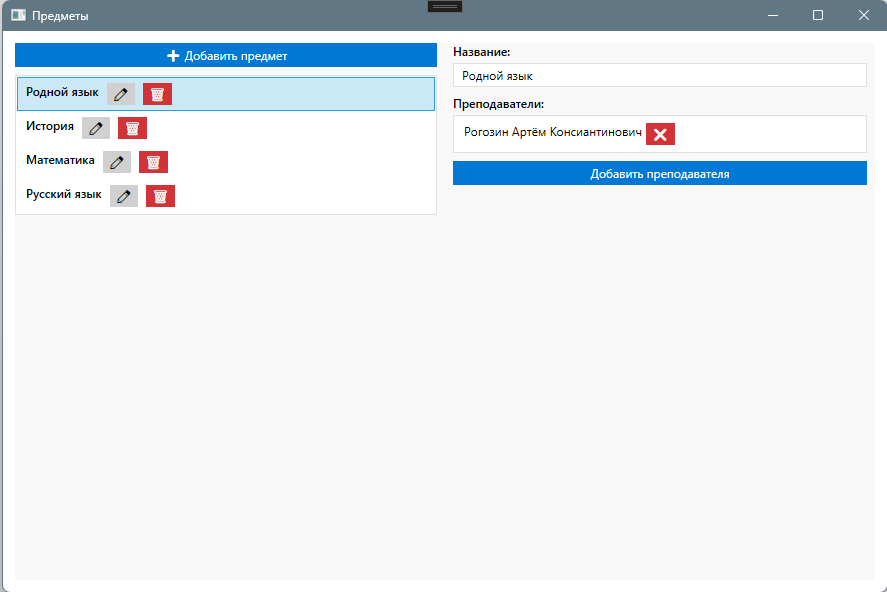 Предметы
Добавить предмет
Родной язык
История
Математика
Русский язык
Название:
Родной язык
Преподаватели:
Рогозин Артём Консиантинович
Добавить преподавателя